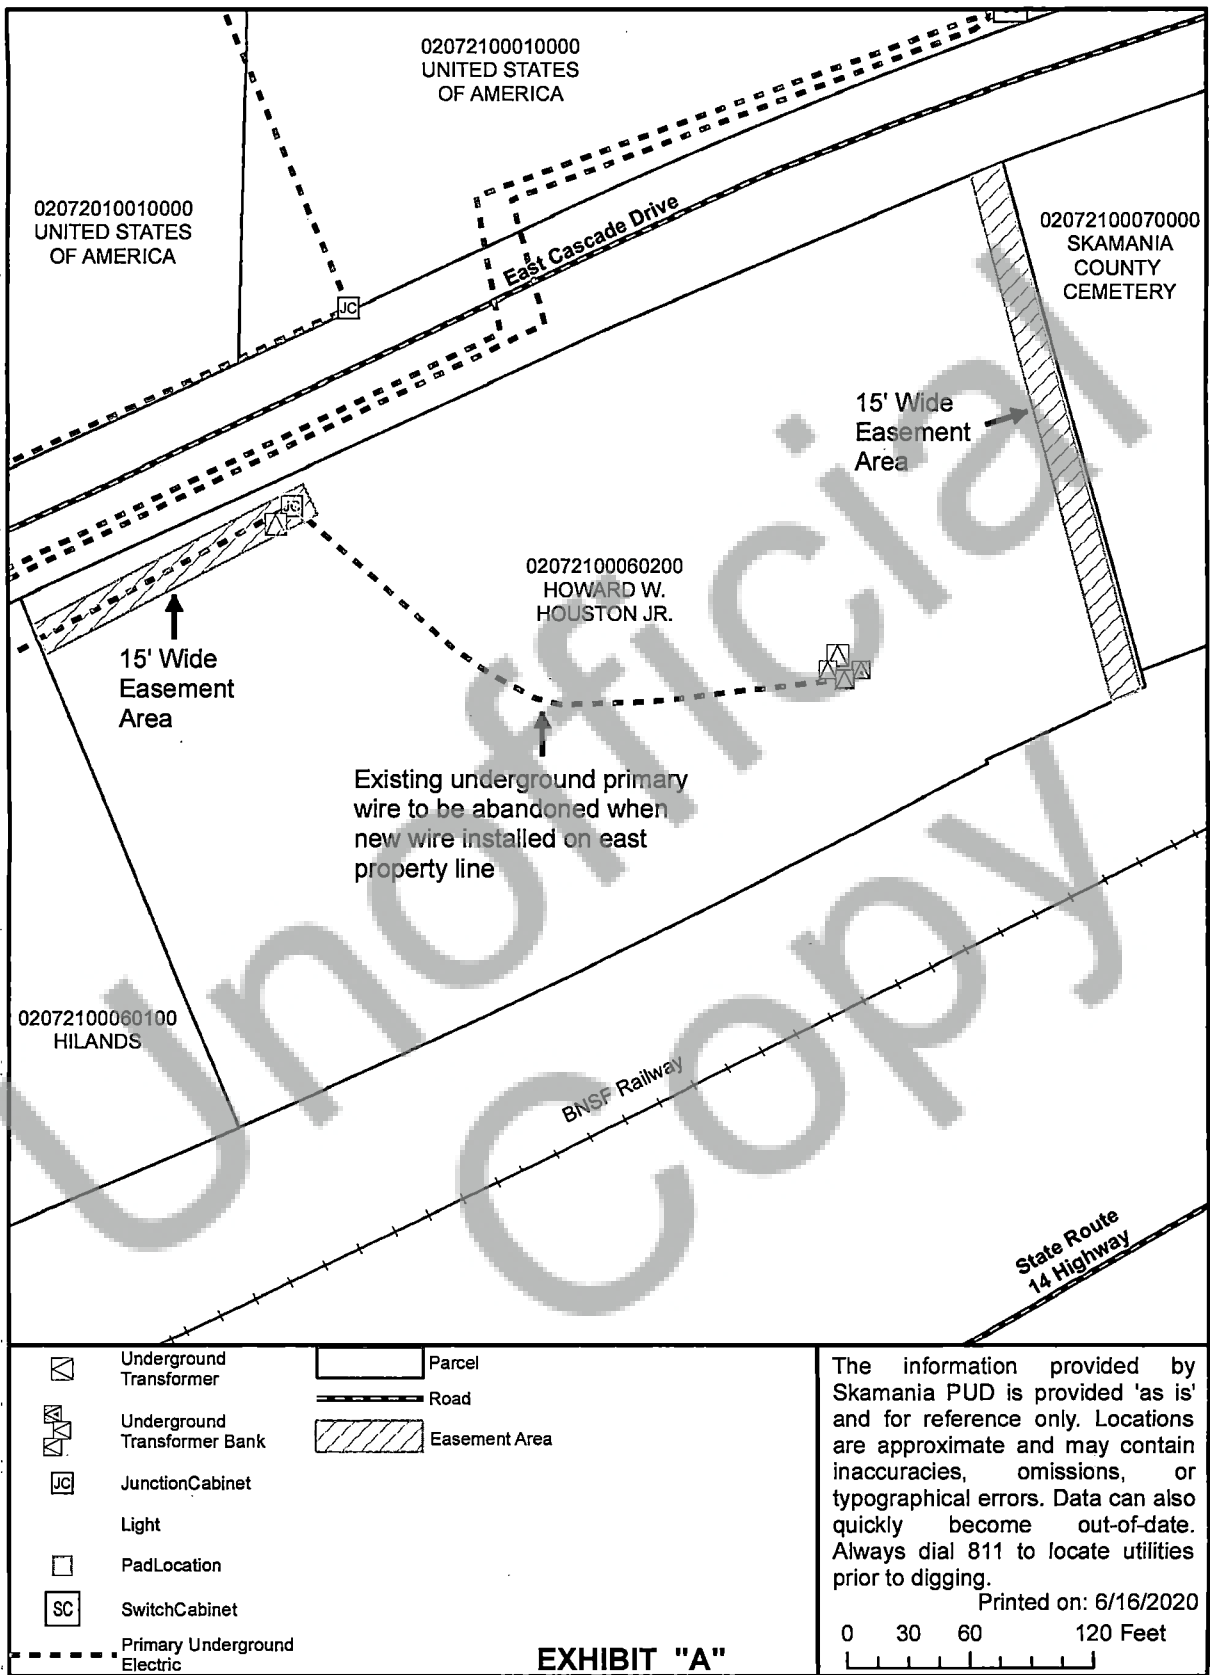 02072100010000
UNITED STATES
OF AMERICA
02072010010000
UNITED STATES
OF AMERICA
02072100070000
SKAMANIA
COUNTY
CEMETERY
East Cascade Drive
JC
15' Wide
Easement
Area
JC
02072100060200
HOWARD W.
HOUSTON JR.
15' Wide
Easement
Area
Existing underground primary
wire to be abandoned when
new wire installed on east
property line
02072100060100
HILANDS
BNSF Railway
State Route
14 Highway
Unofficial
Copy
Underground
Transformer
Underground
Transformer Bank
JC JunctionCabinet
Light
PadLocation
SC SwitchCabinet
Primary Underground
Electric
Parcel
Road
Easement Area
EXHIBIT "A"
The information provided by
Skamania PUD is provided 'as is'
and for reference only. Locations
are approximate and may contain
inaccuracies, omissions, or
typographical errors. Data can also
quickly become out-of-date.
Always dial 811 to locate utilities
prior to digging.
Printed on: 6/16/2020
0 30 60 120 Feet